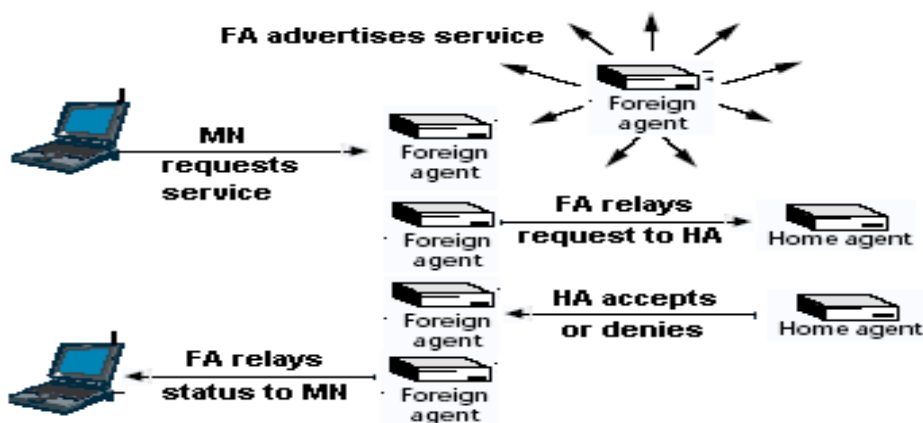 FA advertises service
Foreign
agent
MN
requests
service
Foreign
agent
Foreign
agent
FA relays
request to HA
Home agent
Foreign
agent
HA accepts
or denies
Home agent
FA relays
status to MN
Foreign
agent